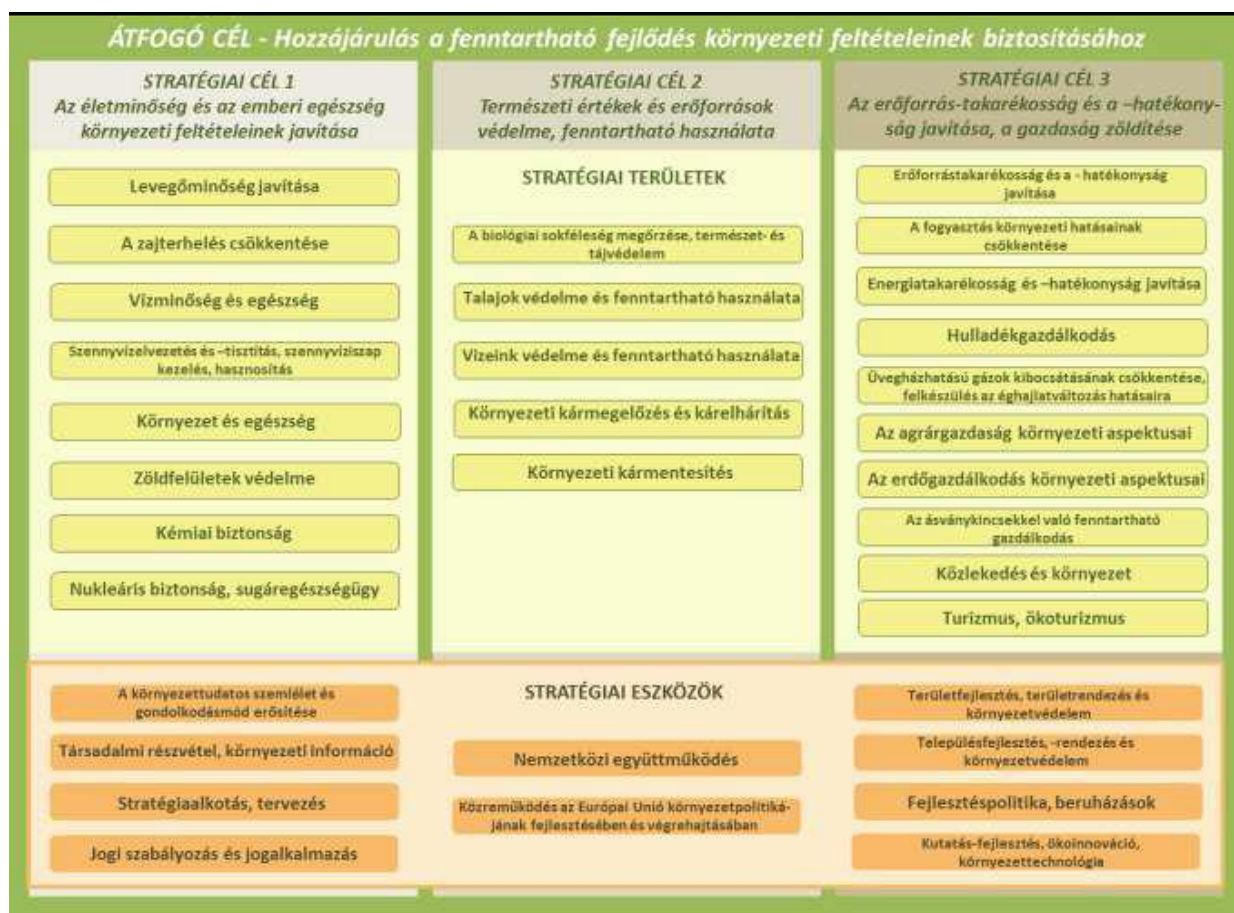 ÁTFOGÓ CÉL - Hozzájárulás a fenntartható fejlődés környezeti feltételeinek biztosításához
STRATÉGIAI CÉL 1
Az életminőség és az emberi egészség
környezeti feltételeinek javítása
Levegőminőség javítása
A zajterhelés csökkentése
Vízminőség és egészség
Szennyvízelvezetés és –tisztítás, szennyvíziszap
kezelés, hasznosítás
Környezet és egészség
Zöldfelületek védelme
Kémiai biztonság
Nukleáris biztonság, sugáregészségügy
STRATÉGIAI CÉL 2
Természeti értékek és erőforrások
védelme, fenntartható használata
STRATÉGIAI TERÜLETEK
A biológiai sokféleség megőrzése, természet- és
tájvédelem
Talajok védelme és fenntartható használata
Vizeink védelme és fenntartható használata
Környezeti kármegelőzés és kárelhárítás
Környezeti kármentesítés
STRATÉGIAI CÉL 3
Az erőforrás-takarékosság és a –hatékony-
ság javítása, a gazdaság zöldítése
Erőforrástakarékosság és a - hatékonyság
javítása
A fogyasztás környezeti hatásainak
csökkentése
Energiatakarékosság és –hatékonyság javítása
Hulladékgazdálkodás
Üvegházhatású gázok kibocsátásának csökkentése,
felkészülés az éghajlatváltozás hatásaira
Az agrárgazdaság környezeti aspektusai
Az erdőgazdálkodás környezeti aspektusai
Az ásványkincsekkel való fenntartható
gazdálkodás
Közlekedés és környezet
Turizmus, ökoturizmus
A környezettudatos szemlélet és
gondolkodásmód erősítése
Társadalmi részvétel, környezeti információ
Stratégiaalkotás, tervezés
Jogi szabályozás és jogalkalmazás
STRATÉGIAI ESZKÖZÖK
Nemzetközi együttműködés
Közreműködés az Európai Unió környezetpolitiká-
jának fejlesztésében és végrehajtásában
Területfejlesztés, területrendezés és
környezetvédelem
Településfejlesztés, -rendezés és
környezetvédelem
Fejlesztéspolitika, beruházások
Kutatás-fejlesztés, ökoinnováció,
környezettechnológia